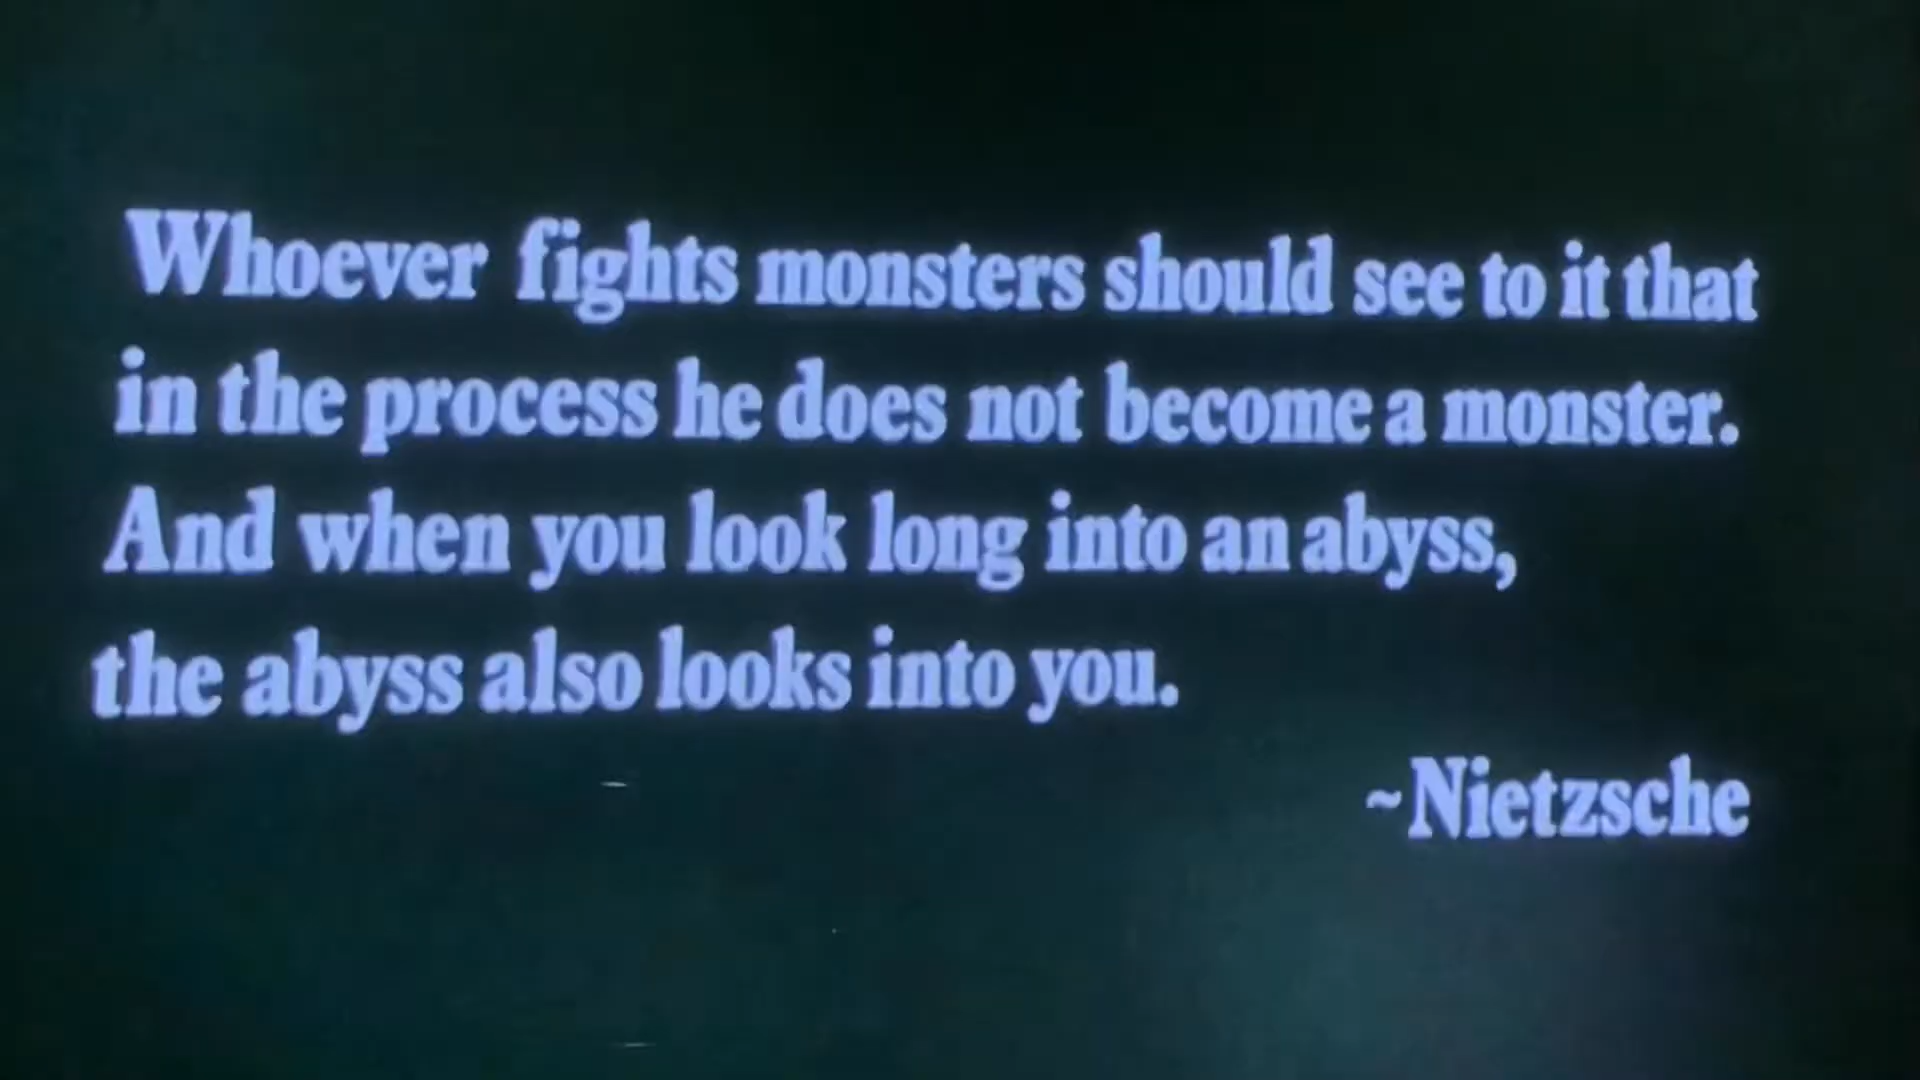 Whoever fights monsters should see to it that
in the process he does not become a monster.
And when you look long into an abyss,
the abyss also looks into you.
~Nietzsche